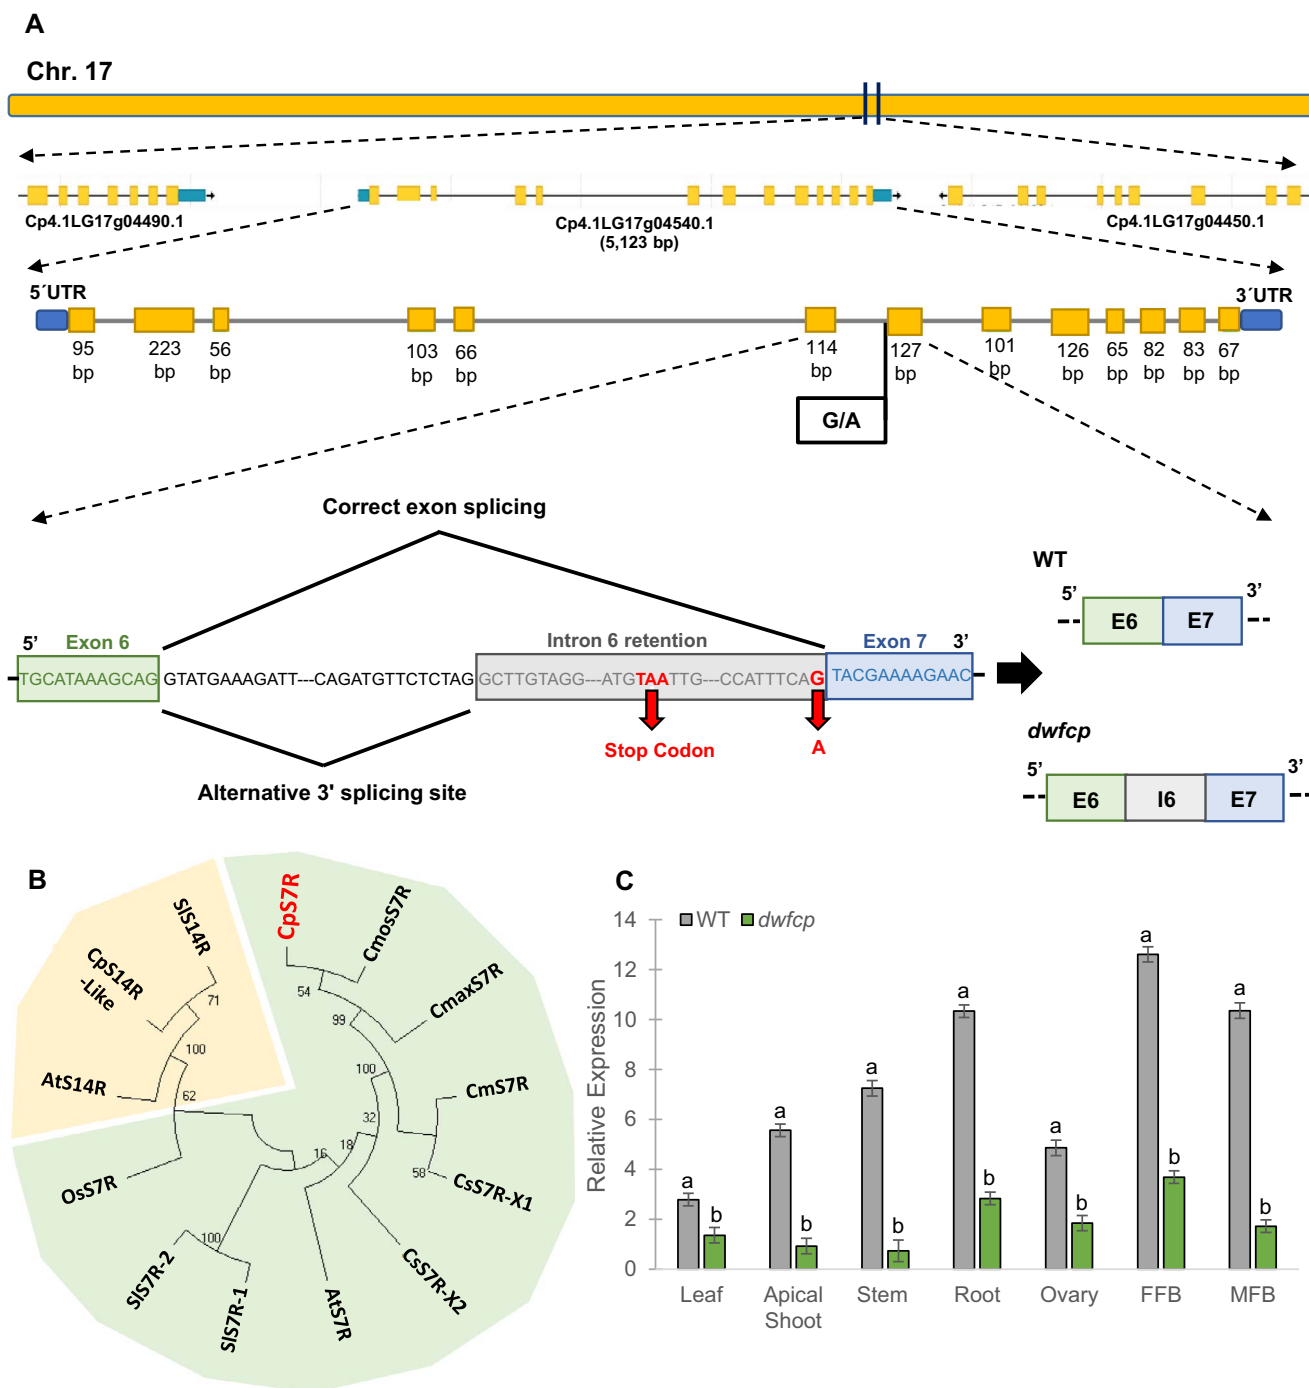 A
Chr. 17
Cp4.1LG17g04490.1
Cp4.1LG17g04540.1
(5,123 bp)
Cp4.1LG17g04450.1
5´UTR
3´UTR
95 bp
223 bp
56 bp
103 bp
66 bp
114 bp
127 bp
101 bp
126 bp
65 bp
82 bp
83 bp
67 bp
G/A
Correct exon splicing
WT
5’ 3’
E6 E7
5’ Exon 6
Intron 6 retention
Exon 7 3’
TGCATAAAGCAG GTATGAAAGATT---CAGATGTTCTCTAG GCTTGTAGG---ATGTAATTG---CCATTTCAG TACGAAAAGAAC
Stop Codon
A
Alternative 3' splicing site
dwfcp
5’ 3’
E6 I6 E7
B
SlS14R
CpS14R
-Like
AtS14R
CpS7R
CmosS7R
CmaxS7R
CmS7R
CsS7R-X1
CsS7R-X2
AtS7R
SlS7R-1
SlS7R-2
OsS7R
71
100
62
54
99
100
32
18
16
58
100
C
WT dwfcp
Relative Expression
14
12
10
8
6
4
2
0
a b a b a b a b a b a b a b
Leaf
Apical
Shoot
Stem
Root
Ovary
FFB
MFB